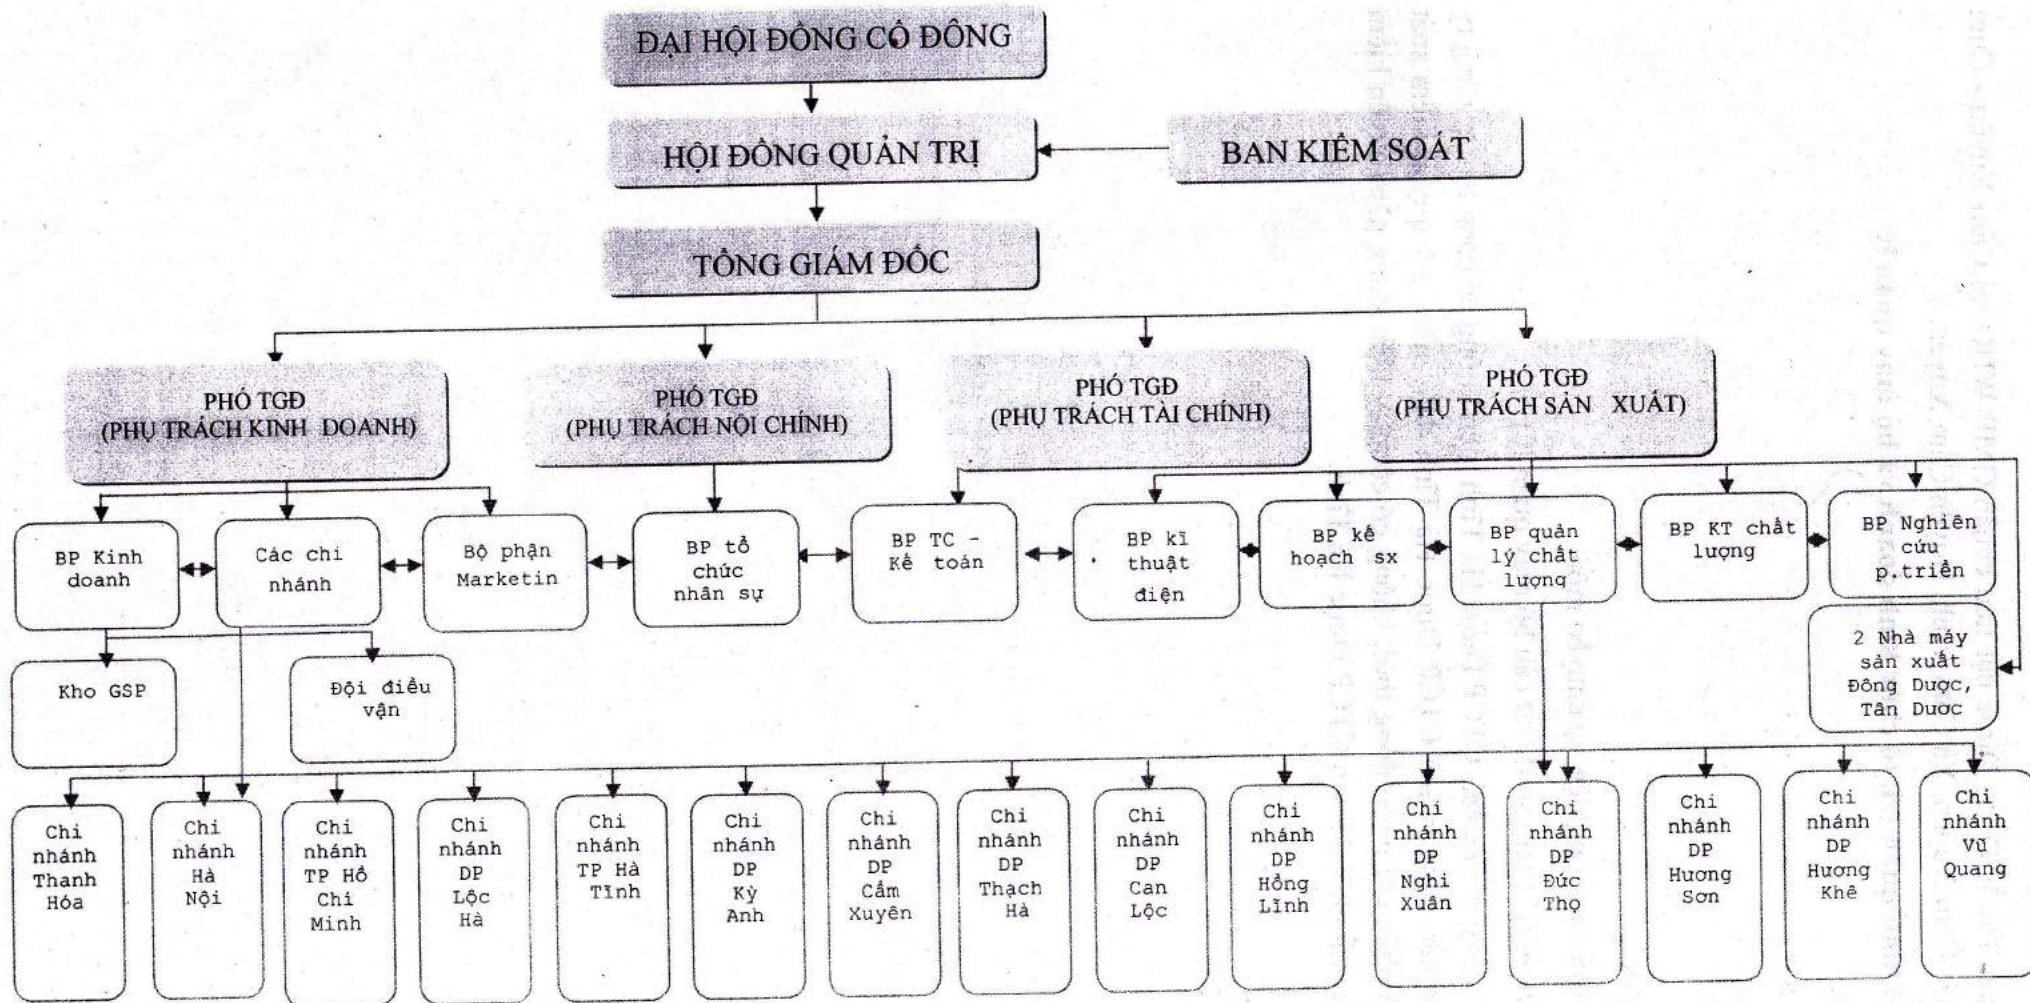 ĐẠI HỘI ĐỒNG CỔ ĐÔNG
HỘI ĐỒNG QUẢN TRỊ
BAN KIỂM SOÁT
TỔNG GIÁM ĐỐC
PHÓ TGĐ
(PHỤ TRÁCH KINH DOANH)
PHÓ TGĐ
(PHỤ TRÁCH NỘI CHÍNH)
PHÓ TGĐ
(PHỤ TRÁCH TÀI CHÍNH)
PHÓ TGĐ
(PHỤ TRÁCH SẢN XUẤT)
BP Kinh
doanh
Các chi
nhánh
Bộ phận
Marketin
BP tổ
chức
nhân sự
BP TC -
Kế toán
BP kĩ
thuật
điện
BP kế
hoạch sx
BP quản
lý chất
lượng
BP KT chất
lượng
BP Nghiên
cứu
p.triển
Kho GSP
Đội điều
vận
2 Nhà máy
sản xuất
Đông Dược,
Tân Dươc
Chi
nhánh
Thanh
Hóa
Chi
nhánh
Hà
Nội
Chi
nhánh
TP Hồ
Chí
Minh
Chi
nhánh
DP
Lộc
Hà
Chi
nhánh
TP Hà
Tĩnh
Chi
nhánh
DP
Kỳ
Anh
Chi
nhánh
DP
Cẩm
Xuyên
Chi
nhánh
DP
Thạch
Hà
Chi
nhánh
DP
Can
Lộc
Chi
nhánh
DP
Hồng
Lĩnh
Chi
nhánh
DP
Nghi
Xuân
Chi
nhánh
DP
Đức
Thọ
Chi
nhánh
DP
Hương
Sơn
Chi
nhánh
DP
Hương
Khê
Chi
nhánh
Vũ
Quang